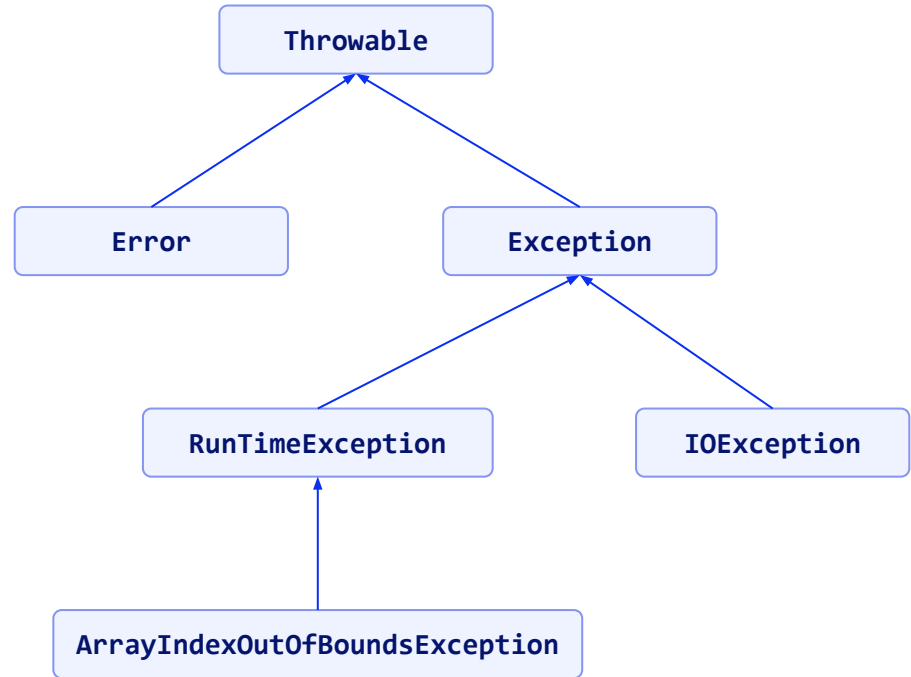 Throwable
Error
Exception
RunTimeException
IOException
ArrayIndexOutOfBoundsException